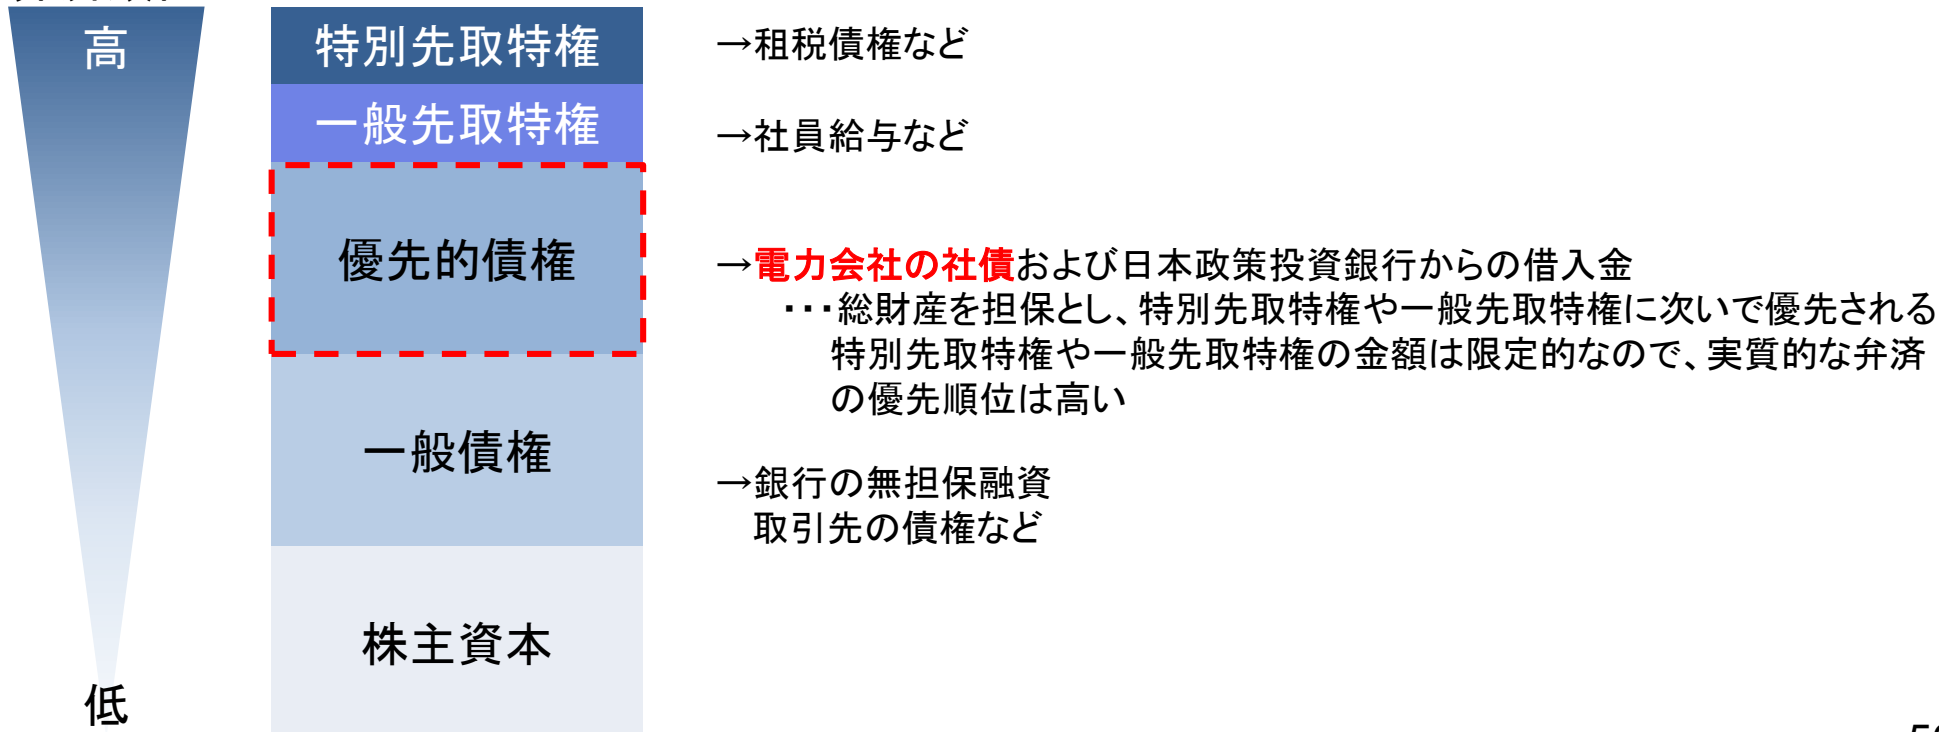 高
特別先取特権
→租税債権など
一般先取特権
→社員給与など
優先的債権
→電力会社の社債および日本政策投資銀行からの借入金
・・・総財産を担保とし、特別先取特権や一般先取特権に次いで優先される
特別先取特権や一般先取特権の金額は限定的なので、実質的な弁済
の優先順位は高い
一般債権
→銀行の無担保融資
取引先の債権など
株主資本
低